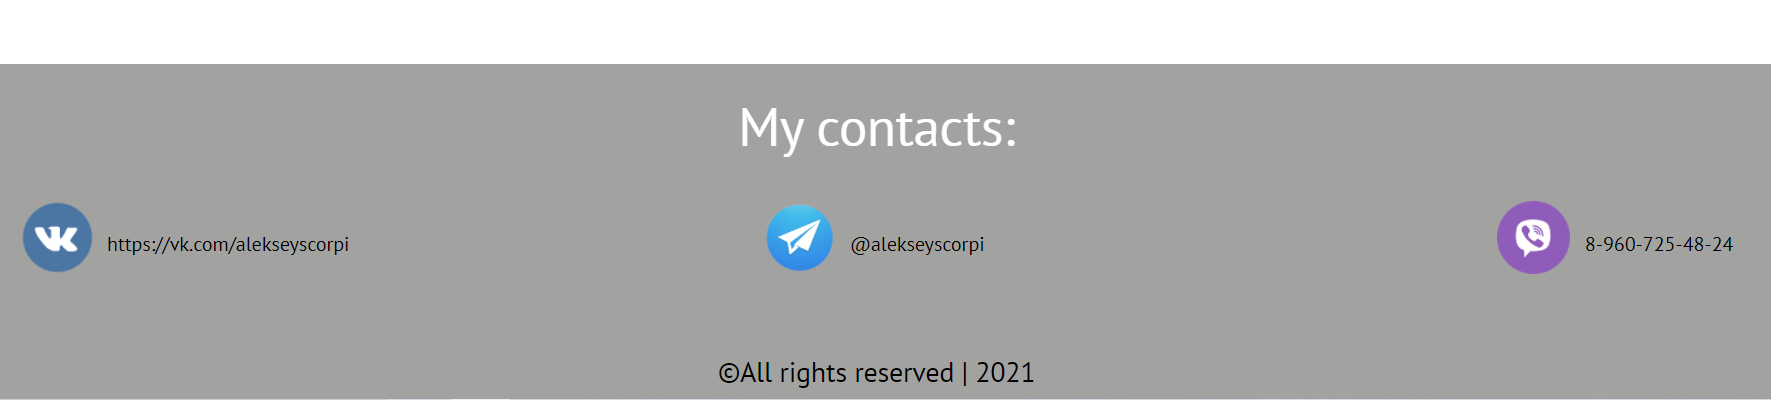 My contacts:
https://vk.com/alekseyscorpi
@alekseyscorpi
8-960-725-48-24
©All rights reserved | 2021